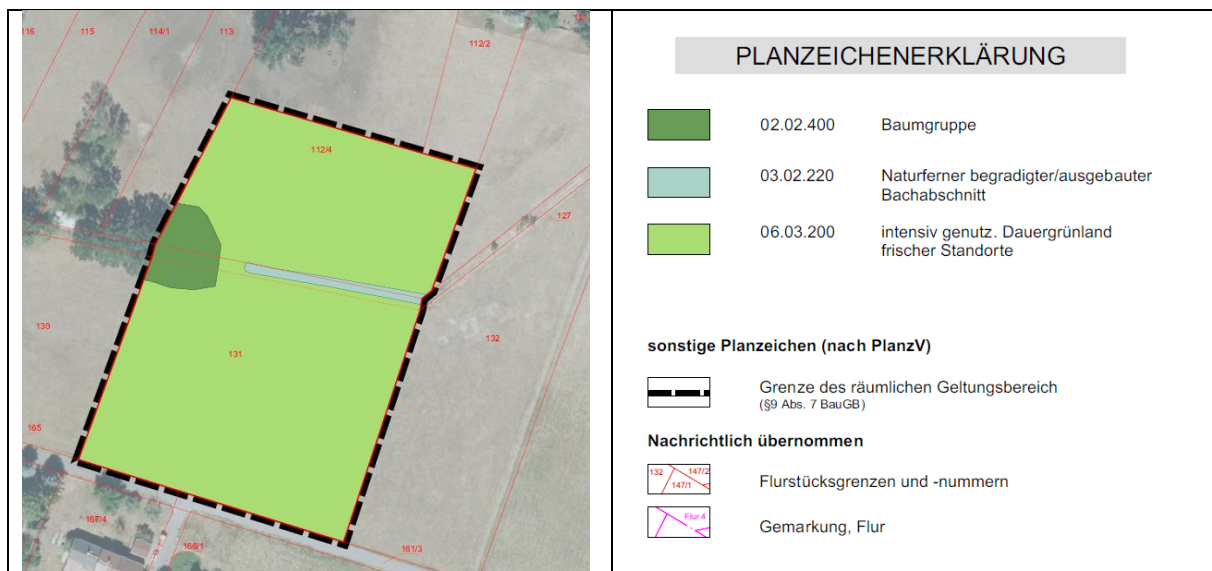 116
115
114/1
113
112/2
112/4
127
130
131
132
165
167/4
166/1
161/3
PLANZEICHENERKLÄRUNG
02.02.400 Baumgruppe
03.02.220 Naturferner begradigter/ausgebauter
Bachabschnitt
06.03.200 intensiv genutz. Dauergrünland
frischer Standorte
sonstige Planzeichen (nach PlanzV)
Grenze des räumlichen Geltungsbereich
(§9 Abs. 7 BauGB)
Nachrichtlich übernommen
132 147/2
147/1
Flurstücksgrenzen und -nummern
Flur 4
Gemarkung, Flur